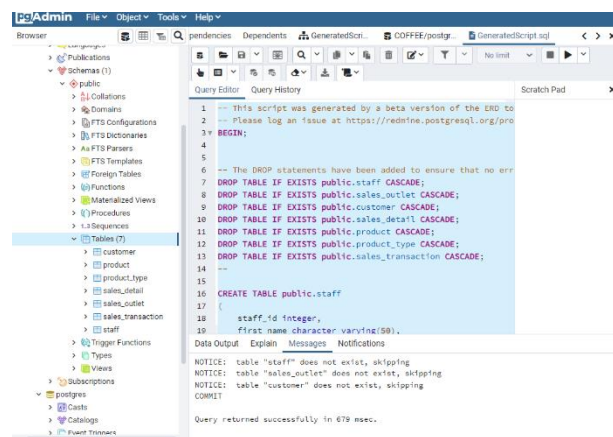 pgAdmin File Object Tools Help
Browser
pendencies Dependents GeneratedScri... COFFEE/postgr... GeneratedScript.sql
No limit
Languages
Publications
Schemas (1)
public
Collations
Domains
FTS Configurations
FTS Dictionaries
FTS Parsers
FTS Templates
Foreign Tables
Functions
Materialized Views
Procedures
1..3 Sequences
Tables (7)
customer
product
product_type
sales_detail
sales_outlet
sales_transaction
staff
Trigger Functions
Types
Views
Subscriptions
postgres
Casts
Catalogs
Event Triggers
Query Editor Query History
Scratch Pad
1 -- This script was generated by a beta version of the ERD to
2 -- Please log an issue at https://redmine.postgresql.org/pro
3 BEGIN;
4
5
6 -- The DROP statements have been added to ensure that no err
7 DROP TABLE IF EXISTS public.staff CASCADE;
8 DROP TABLE IF EXISTS public.sales_outlet CASCADE;
9 DROP TABLE IF EXISTS public.customer CASCADE;
10 DROP TABLE IF EXISTS public.sales_detail CASCADE;
11 DROP TABLE IF EXISTS public.product CASCADE;
12 DROP TABLE IF EXISTS public.product_type CASCADE;
13 DROP TABLE IF EXISTS public.sales_transaction CASCADE;
14 --
15
16 CREATE TABLE public.staff
17 (
18 staff_id integer,
19 first_name character varying(50),
Data Output Explain Messages Notifications
NOTICE: table "staff" does not exist, skipping
NOTICE: table "sales_outlet" does not exist, skipping
NOTICE: table "customer" does not exist, skipping
COMMIT
Query returned successfully in 679 msec.